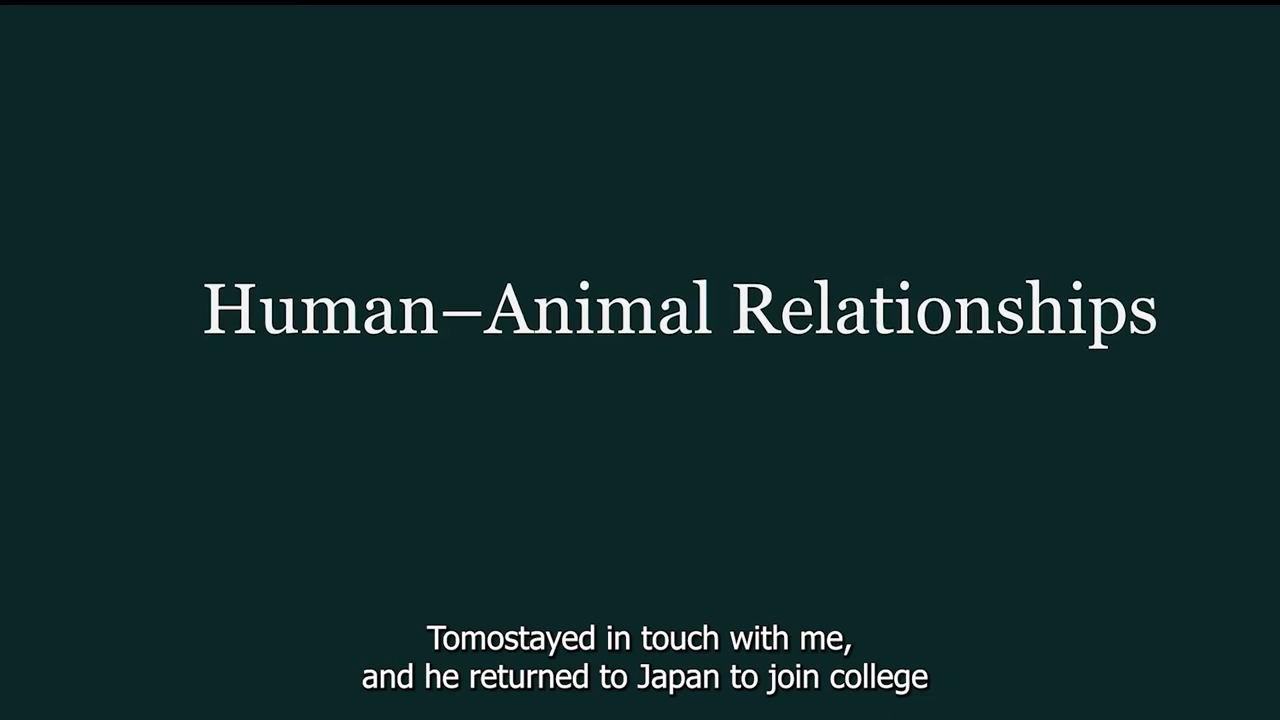 Human–Animal Relationships
Tomostayed in touch with me,
and he returned to Japan to join college